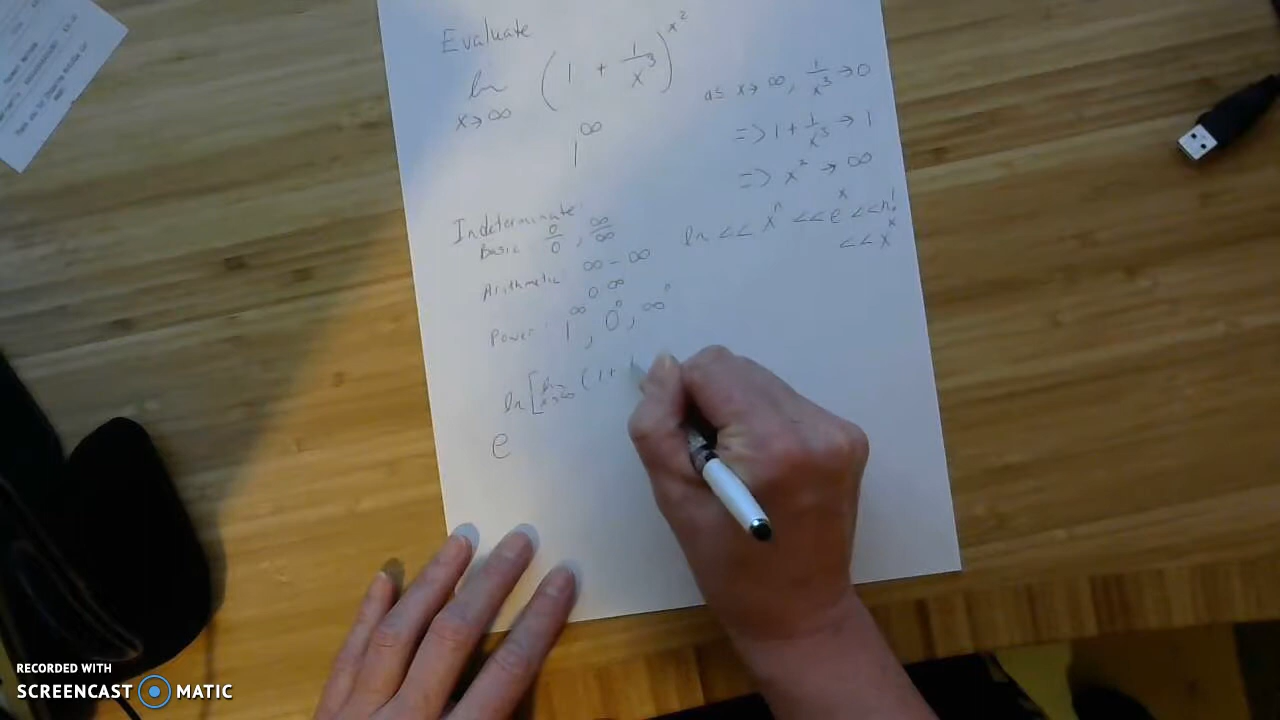 Evaluate
lim x→∞ (1 + 1/x³)^x²
1^∞
as x→∞, 1/x³ → 0
=> 1 + 1/x³ → 1
=> x² → ∞
ln << xⁿ << eˣ << n!
<< xˣ
Indeterminate:
Basic 0/0, ∞/∞
Arithmetic: ∞ - ∞
0·∞
Power: 1^∞, 0⁰, ∞⁰
ln[lim x→∞ (1 +
e
RECORDED WITH
SCREENCAST MATIC